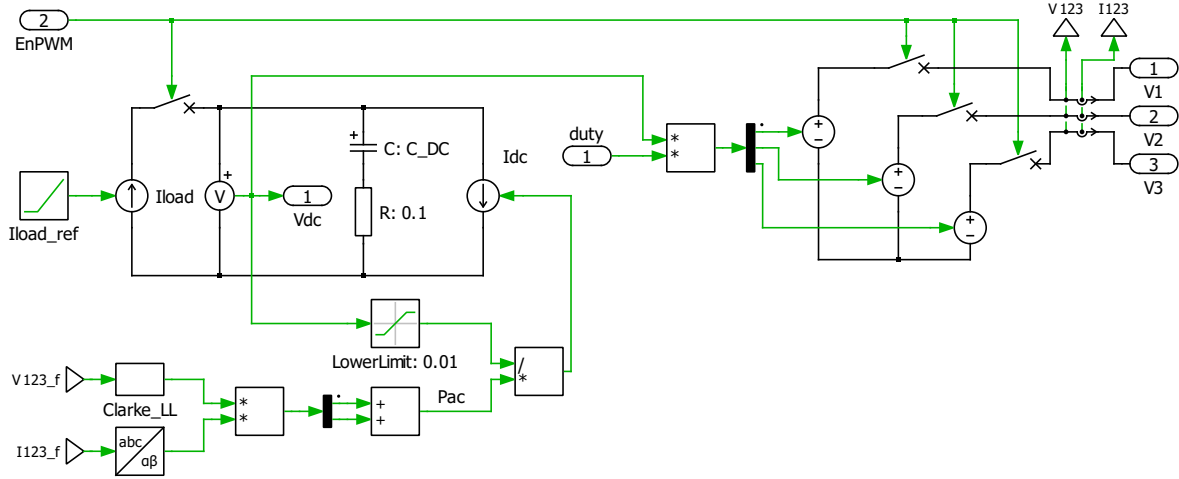 2
EnPWM
V123
I123
1
V1
2
V2
3
V3
duty
1
*
*
+
−
+
−
+
−
+
C: C_DC
Idc
Iload
+
V
1
Vdc
R: 0.1
Iload_ref
LowerLimit: 0.01
/
*
V123_f
Clarke_LL
*
*
+
+
Pac
I123_f
abc
αβ